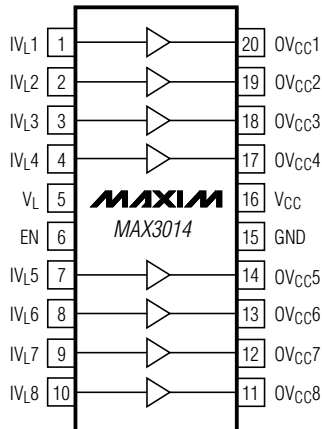 IVL1 1 20 OVCC1
IVL2 2 19 OVCC2
IVL3 3 18 OVCC3
IVL4 4 17 OVCC4
VL 5 MAXIM 16 VCC
EN 6 MAX3014 15 GND
IVL5 7 14 OVCC5
IVL6 8 13 OVCC6
IVL7 9 12 OVCC7
IVL8 10 11 OVCC8